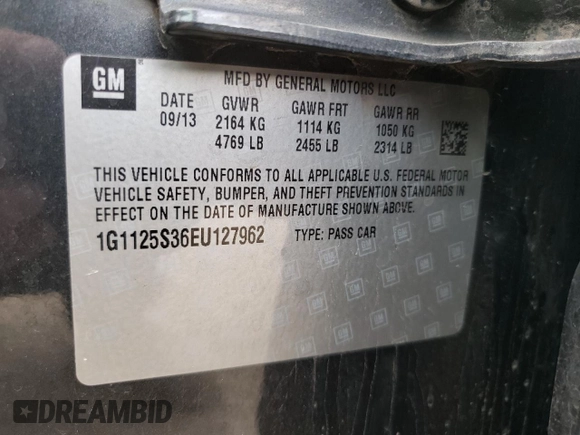 GM
MFD BY GENERAL MOTORS LLC
DATE GVWR GAWR FRT GAWR RR
09/13 2164 KG 1114 KG 1050 KG
4769 LB 2455 LB 2314 LB
THIS VEHICLE CONFORMS TO ALL APPLICABLE U.S. FEDERAL MOTOR
VEHICLE SAFETY, BUMPER, AND THEFT PREVENTION STANDARDS IN
EFFECT ON THE DATE OF MANUFACTURE SHOWN ABOVE.
1G1125S36EU127962 TYPE: PASS CAR
DREAMBID